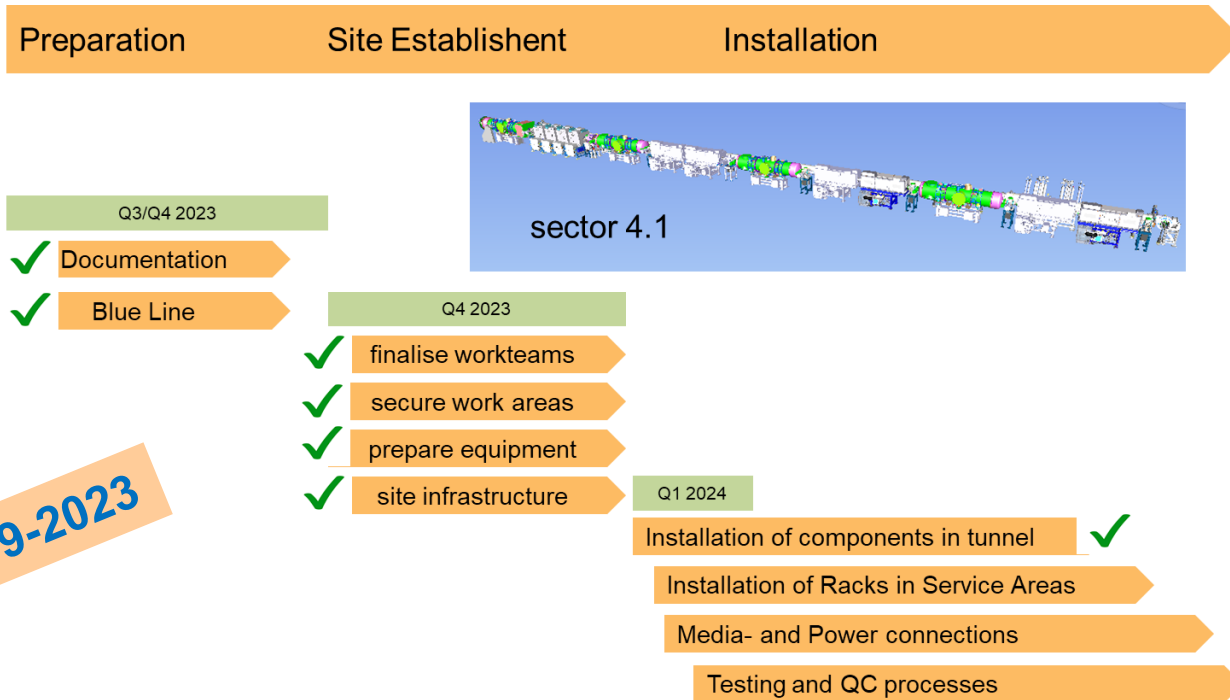 Preparation
Site Establishent
Installation
sector 4.1
Q3/Q4 2023
Documentation
Blue Line
Q4 2023
finalise workteams
secure work areas
prepare equipment
site infrastructure
9-2023
Q1 2024
Installation of components in tunnel
Installation of Racks in Service Areas
Media- and Power connections
Testing and QC processes